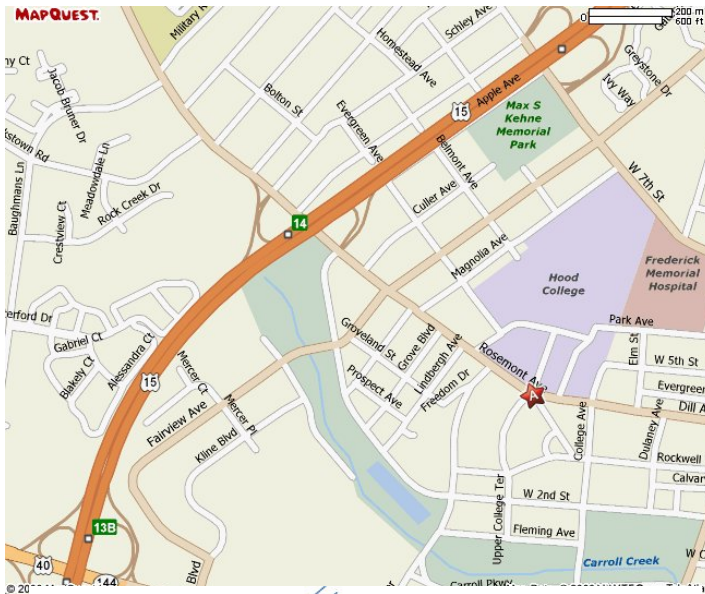 MAPQUEST.
0
200 m
600 ft
Schley Ave
Homestead Ave
Greystone Dr
Ivy Way
Jacob Bruner Dr
Bolton St
Evergreen Ave
Apple Ave
15
Max S
Kehne
Memorial
Park
Belmont Ave
W 7th St
Meadowdale Ln
Baughmans Ln
Crestview Ct
Rock Creek Dr
Culler Ave
14
Magnolia Ave
Hood
College
Frederick
Memorial
Hospital
Gabriel Ct
Blakely Ct
Alessandra Ct
Park Ave
Groveland St
Grove Blvd
Lindbergh Ave
Rosemont Ave
Elm St
W 5th St
Mercer Ct
Prospect Ave
Freedom Dr
15
Evergreen
A
Dill A
Mercer Pl
Fairview Ave
Kline Blvd
College Ave
Dulaney Ave
Rockwell
Calvar
Upper College Ter
W 2nd St
13B
Fleming Ave
40
144
Blvd
Carroll Creek
W C
Carroll Pkwy